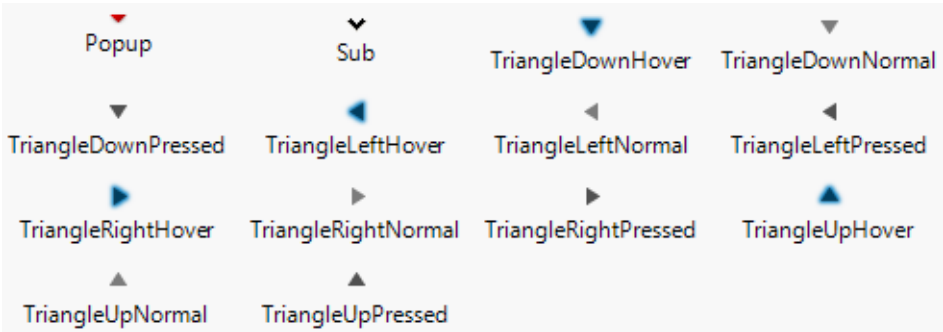 Popup
Sub
TriangleDownHover
TriangleDownNormal
TriangleDownPressed
TriangleLeftHover
TriangleLeftNormal
TriangleLeftPressed
TriangleRightHover
TriangleRightNormal
TriangleRightPressed
TriangleUpHover
TriangleUpNormal
TriangleUpPressed